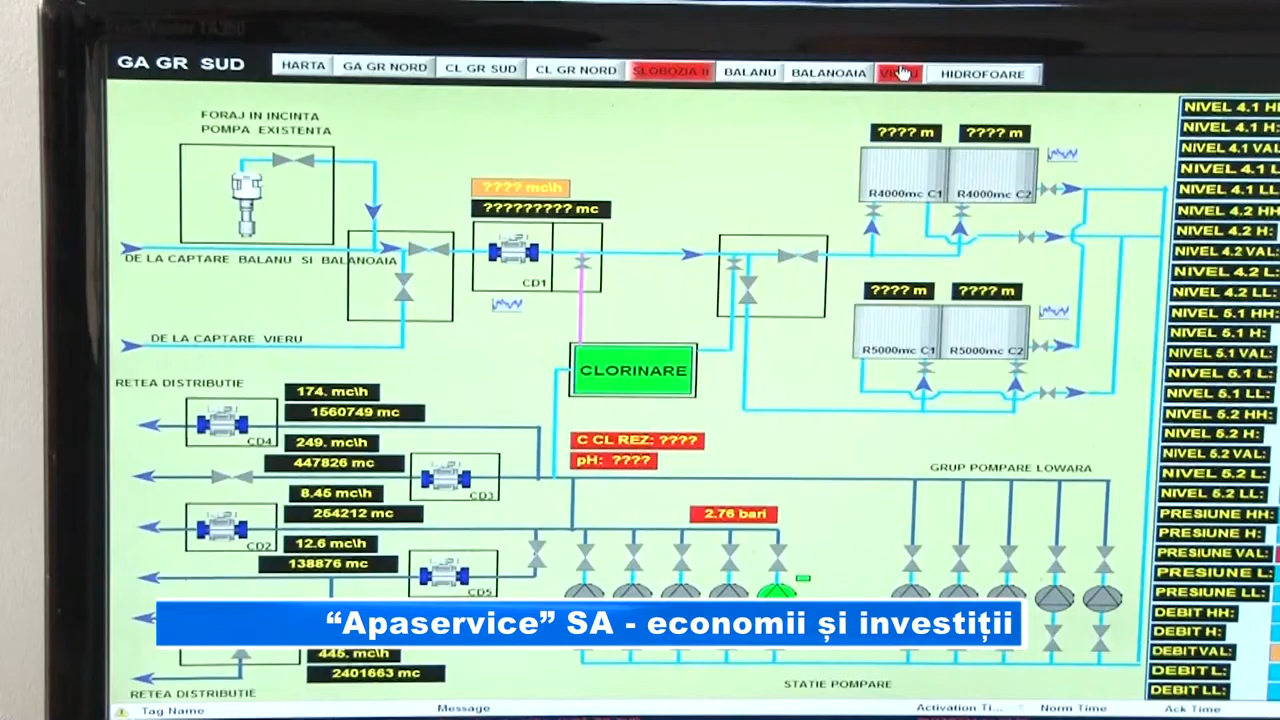 GA GR SUD
HARTA
GA GR NORD
CL GR SUD
CL GR NORD
SLOBOZIA II
BALANU
BALANOAIA
HIDROFOARE
FORAJ IN INCINTA
POMPA EXISTENTA
???? mc\h
????????? mc
CD1
DE LA CAPTARE BALANU SI BALANOAIA
DE LA CAPTARE VIERU
???? m
???? m
R4000mc C1
R4000mc C2
???? m
???? m
R5000mc C1
R5000mc C2
CLORINARE
RETEA DISTRIBUTIE
174. mc\h
1560749 mc
CD4
249. mc\h
447826 mc
CD3
8.45 mc\h
254212 mc
CD2
12.6 mc\h
138876 mc
CD5
C CL REZ: ????
pH: ????
2.76 bari
GRUP POMPARE LOWARA
"Apaservice" SA - economii și investiții
445. mc\h
2401663 mc
RETEA DISTRIBUTIE
STATIE POMPARE
NIVEL 4.1 HH
NIVEL 4.1 H:
NIVEL 4.1 VAL
NIVEL 4.1 L
NIVEL 4.1 LL
NIVEL 4.2 HH
NIVEL 4.2 H:
NIVEL 4.2 VAL:
NIVEL 4.2 L:
NIVEL 4.2 LL:
NIVEL 5.1 HH:
NIVEL 5.1 H:
NIVEL 5.1 VAL:
NIVEL 5.1 L:
NIVEL 5.1 LL:
NIVEL 5.2 HH:
NIVEL 5.2 H:
NIVEL 5.2 VAL:
NIVEL 5.2 L:
NIVEL 5.2 LL:
PRESIUNE HH:
PRESIUNE H:
PRESIUNE VAL:
PRESIUNE L:
PRESIUNE LL:
DEBIT HH:
DEBIT H:
DEBIT VAL:
DEBIT L:
DEBIT LL:
Tag Name
Message
Activation Ti...
Norm Time
Ack Time